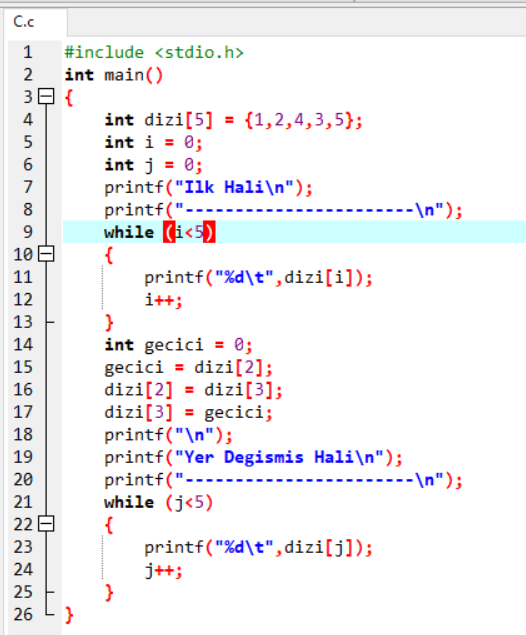 C.c
1 #include <stdio.h>
2 int main()
3 {
4 int dizi[5] = {1,2,4,3,5};
5 int i = 0;
6 int j = 0;
7 printf("Ilk Hali\n");
8 printf("-----------------------\n");
9 while (i<5)
10 {
11 printf("%d\t",dizi[i]);
12 i++;
13 }
14 int gecici = 0;
15 gecici = dizi[2];
16 dizi[2] = dizi[3];
17 dizi[3] = gecici;
18 printf("\n");
19 printf("Yer Degismis Hali\n");
20 printf("-----------------------\n");
21 while (j<5)
22 {
23 printf("%d\t",dizi[j]);
24 j++;
25 }
26 }